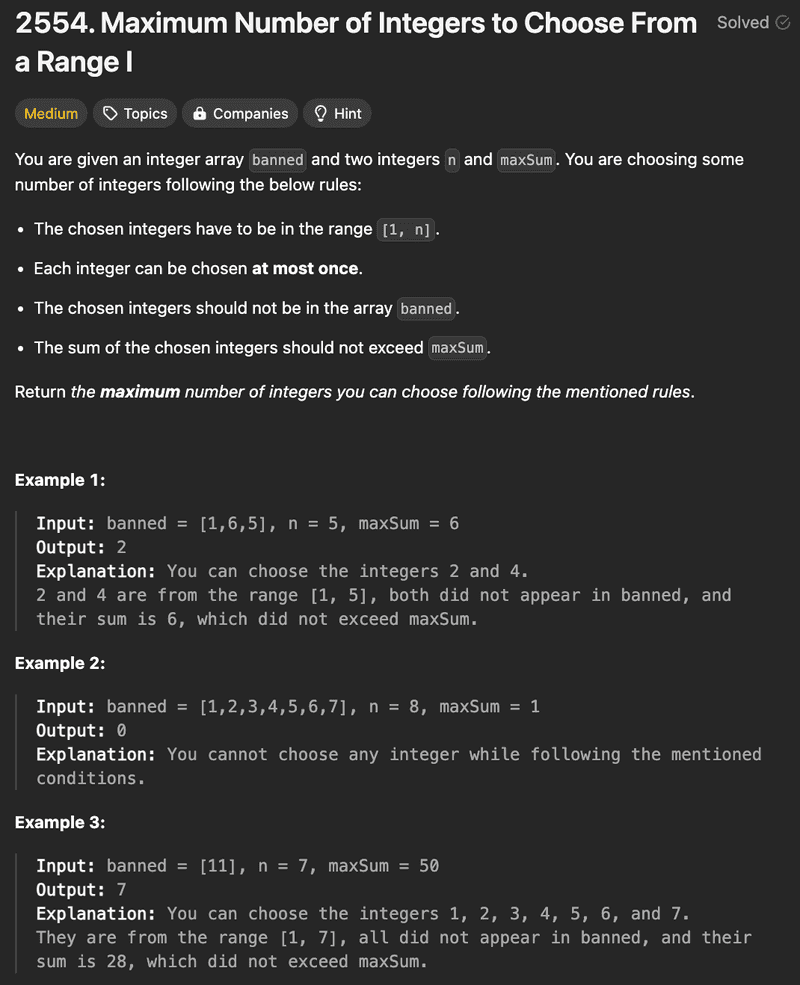 2554. Maximum Number of Integers to Choose From
Solved
a Range I
Medium
Topics
Companies
Hint
You are given an integer array banned and two integers n and maxSum. You are choosing some
number of integers following the below rules:
• The chosen integers have to be in the range [1, n].
• Each integer can be chosen at most once.
• The chosen integers should not be in the array banned.
• The sum of the chosen integers should not exceed maxSum.
Return the maximum number of integers you can choose following the mentioned rules.
Example 1:
Input: banned = [1,6,5], n = 5, maxSum = 6
Output: 2
Explanation: You can choose the integers 2 and 4.
2 and 4 are from the range [1, 5], both did not appear in banned, and
their sum is 6, which did not exceed maxSum.
Example 2:
Input: banned = [1,2,3,4,5,6,7], n = 8, maxSum = 1
Output: 0
Explanation: You cannot choose any integer while following the mentioned
conditions.
Example 3:
Input: banned = [11], n = 7, maxSum = 50
Output: 7
Explanation: You can choose the integers 1, 2, 3, 4, 5, 6, and 7.
They are from the range [1, 7], all did not appear in banned, and their
sum is 28, which did not exceed maxSum.